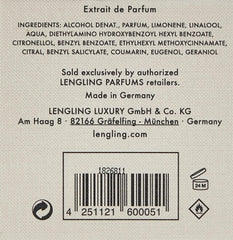 Extrait de Parfum
INGREDIENTS: ALCOHOL DENAT., PARFUM, LIMONENE, LINALOOL,
AQUA, DIETHYLAMINO HYDROXYBENZOYL HEXYL BENZOATE,
CITRONELLOL, BENZYL BENZOATE, ETHYLHEXYL METHOXYCINNAMATE,
CITRAL, BENZYL SALICYLATE, COUMARIN, EUGENOL, GERANIOL
Sold exclusively by authorized
LENGLING PARFUMS retailers.
Made in Germany
LENGLING LUXURY GmbH & Co. KG
Am Haag 8 · 82166 Gräfelfing - München · Germany
lengling.com
1826811
24 M
4 251121 600051